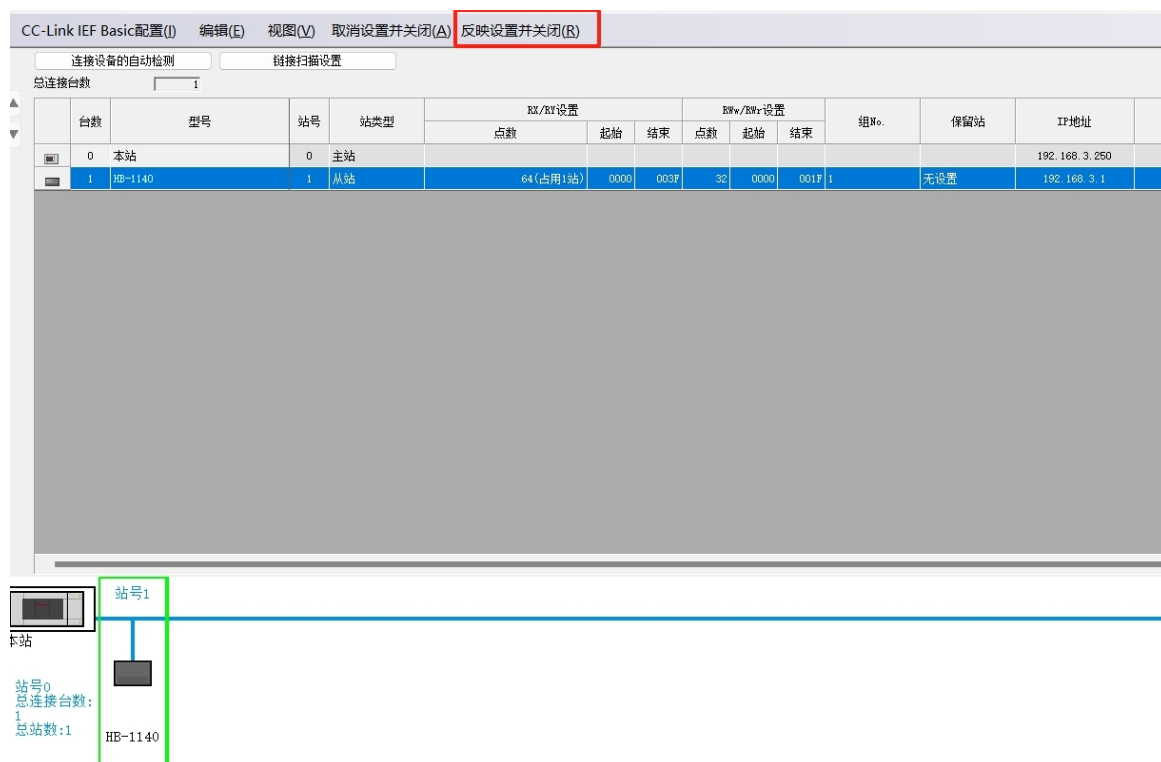 CC-Link IEF Basic配置(I) 编辑(E) 视图(V) 取消设置并关闭(A) 反映设置并关闭(R)
连接设备的自动检测 链接扫描设置
总连接台数 1
台数 型号 站号 站类型 RX/RY设置 RWw/RWr设置 组No. 保留站 IP地址
点数 起始 结束 点数 起始 结束
0 本站 0 主站 192.168.3.250
1 HB-1140 1 从站 64(占用1站) 0000 003F 32 0000 001F 1 无设置 192.168.3.1
站号1
本站
站号0
总连接台数:
1
总站数:1
HB-1140